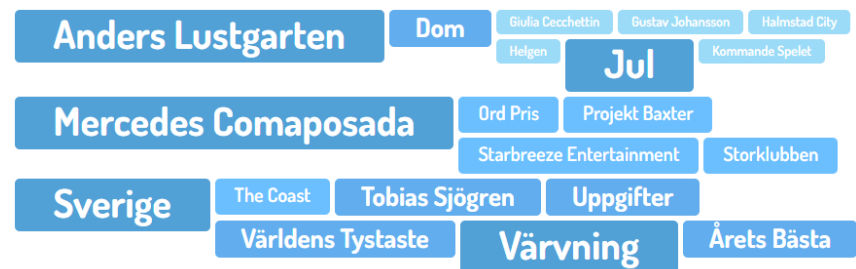 Anders Lustgarten Dom Giulia Cecchettin Gustav Johansson Halmstad City
Helgen Jul Kommande Spelet
Mercedes Comaposada Ord Pris Projekt Baxter
Starbreeze Entertainment Storklubben
Sverige The Coast Tobias Sjögren Uppgifter
Världens Tystaste Värvning Årets Bästa